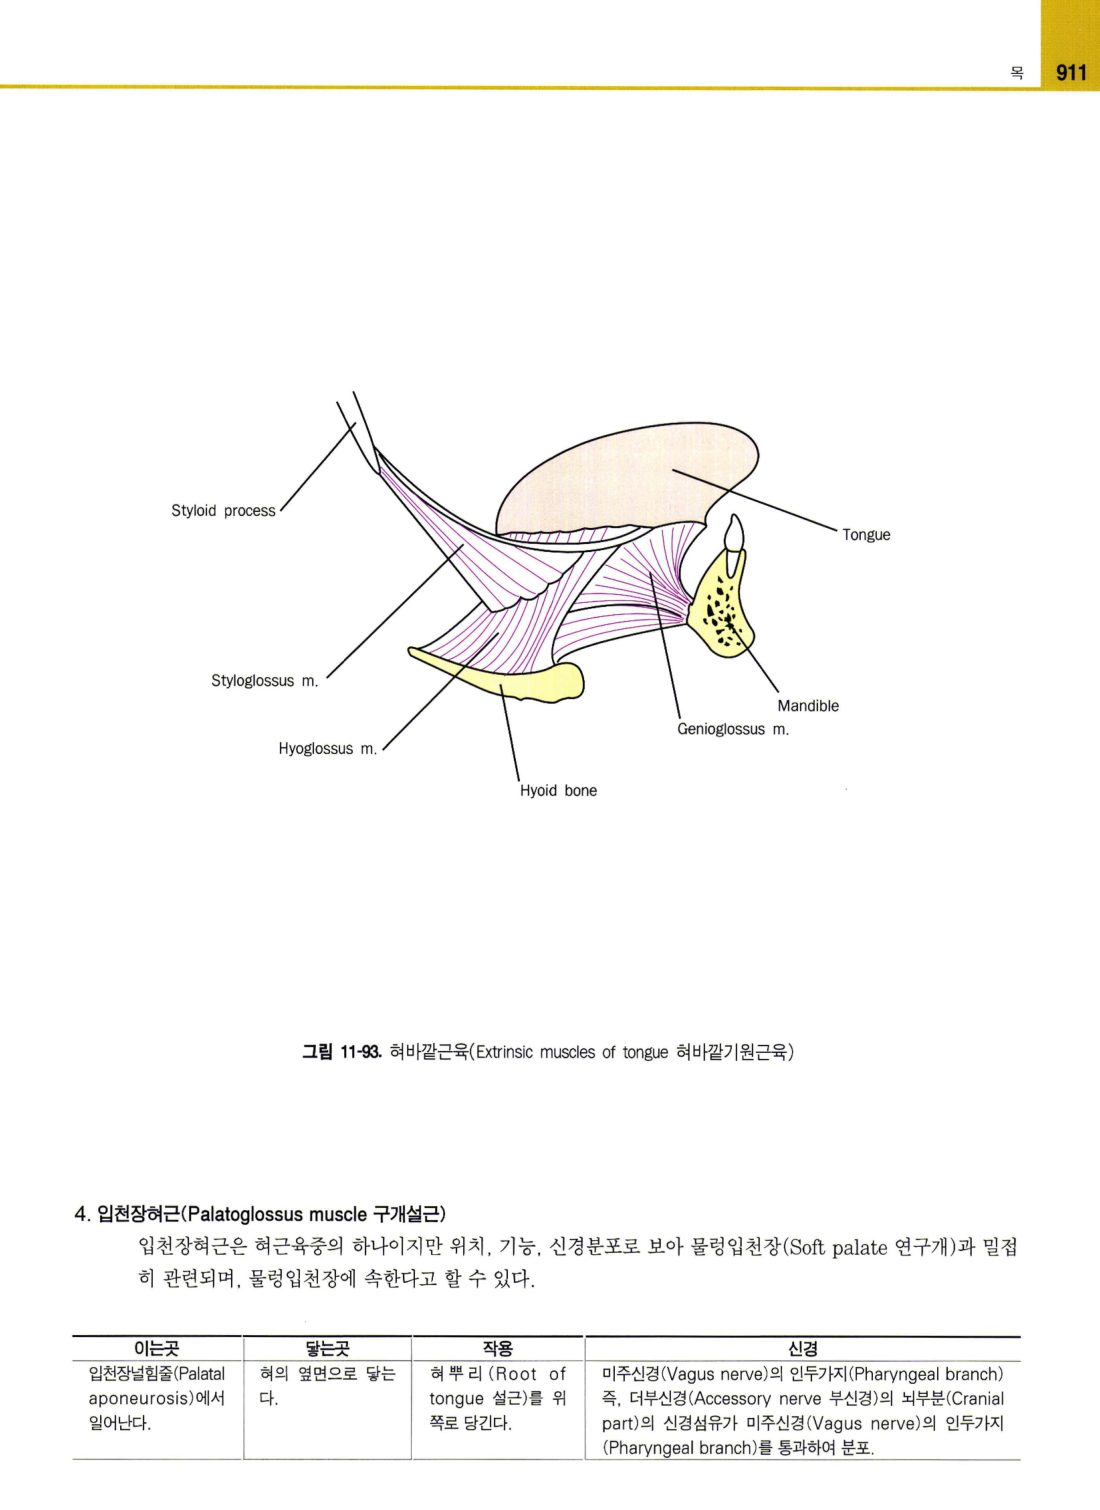 목 911
Styloid process
Tongue
Styloglossus m.
Mandible
Genioglossus m.
Hyoglossus m.
Hyoid bone
그림 11-93. 혀바깥근육(Extrinsic muscles of tongue 혀바깥기원근육)
4. 입천장혀근(Palatoglossus muscle 구개설근)
입천장혀근은 혀근육중의 하나이지만 위치, 기능, 신경분포로 보아 물렁입천장(Soft palate 연구개)과 밀접
히 관련되며, 물렁입천장에 속한다고 할 수 있다.
이는곳 닿는곳 작용 신경
입천장널힘줄(Palatal 혀의 옆면으로 닿는 혀뿌리(Root of 미주신경(Vagus nerve)의 인두가지(Pharyngeal branch)
aponeurosis)에서 다. tongue 설근)를 위 즉, 더부신경(Accessory nerve 부신경)의 뇌부분(Cranial
일어난다. 쪽로 당긴다. part)의 신경섬유가 미주신경(Vagus nerve)의 인두가지
(Pharyngeal branch)를 통과하여 분포.